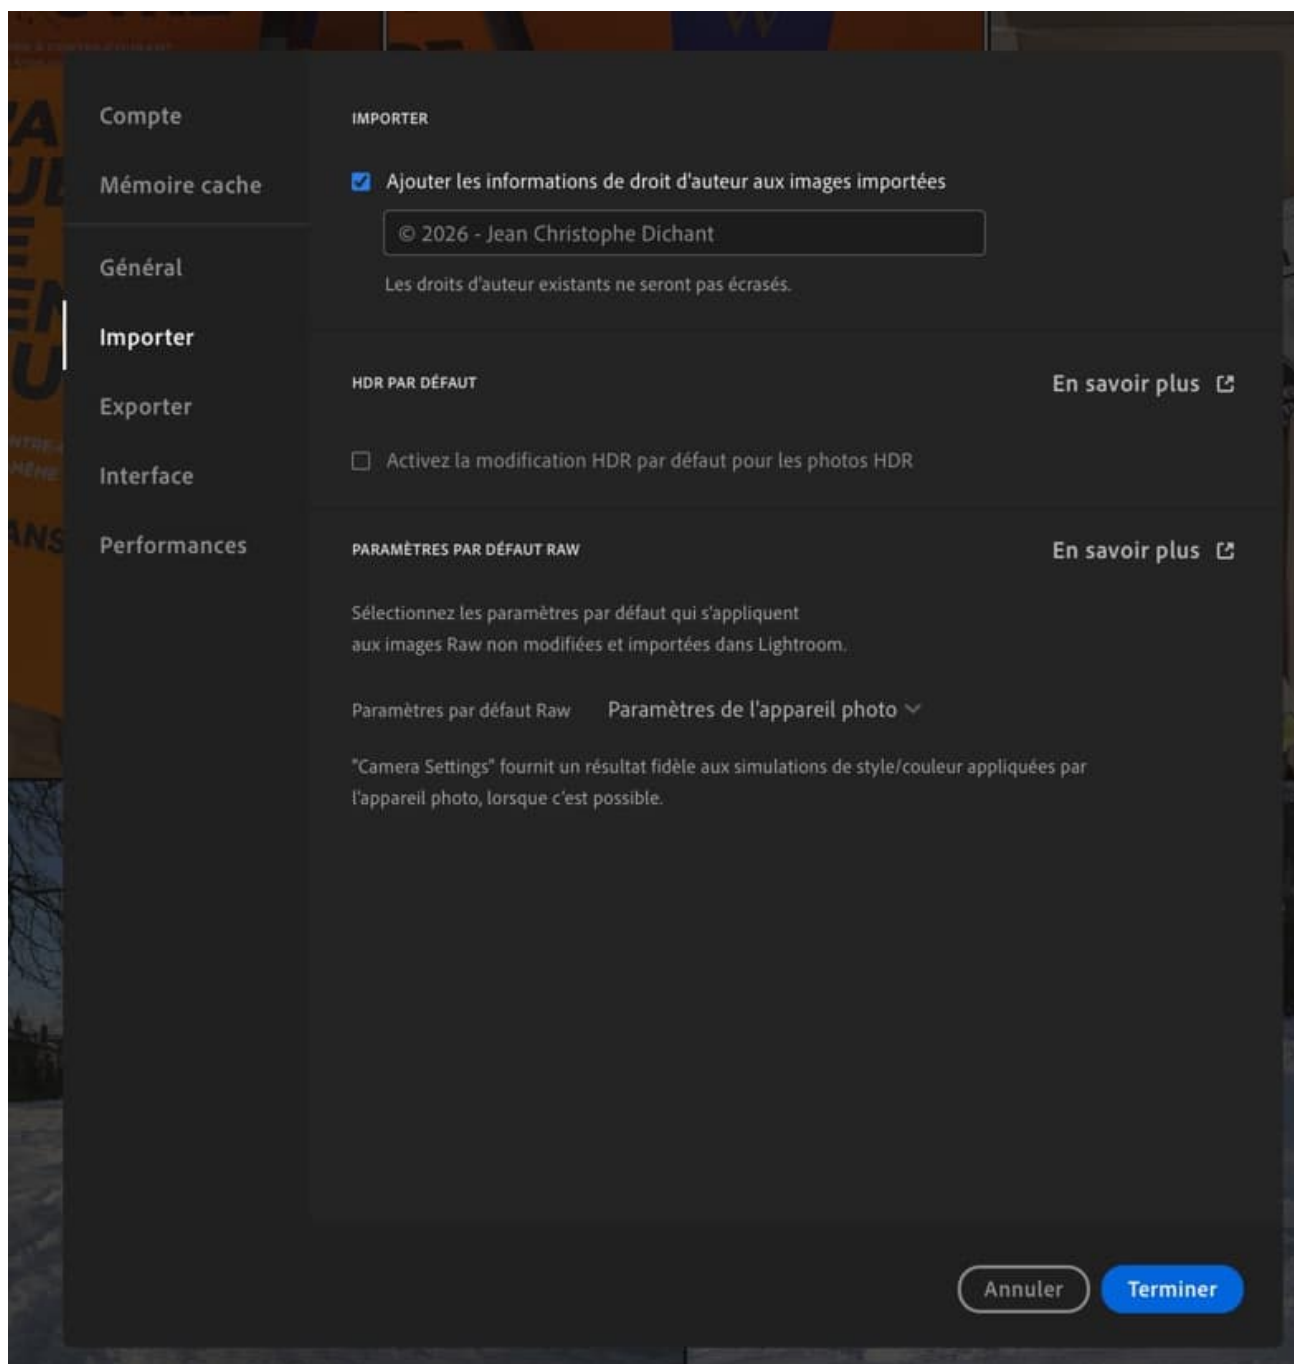 Compte
Mémoire cache
Général
Importer
Exporter
Interface
Performances
IMPORTER
Ajouter les informations de droit d'auteur aux images importées
© 2026 - Jean Christophe Dichant
Les droits d'auteur existants ne seront pas écrasés.
HDR PAR DÉFAUT
En savoir plus
Activez la modification HDR par défaut pour les photos HDR
PARAMÈTRES PAR DÉFAUT RAW
En savoir plus
Sélectionnez les paramètres par défaut qui s'appliquent
aux images Raw non modifiées et importées dans Lightroom.
Paramètres par défaut Raw
Paramètres de l'appareil photo
"Camera Settings" fournit un résultat fidèle aux simulations de style/couleur appliquées par
l'appareil photo, lorsque c'est possible.
Annuler
Terminer